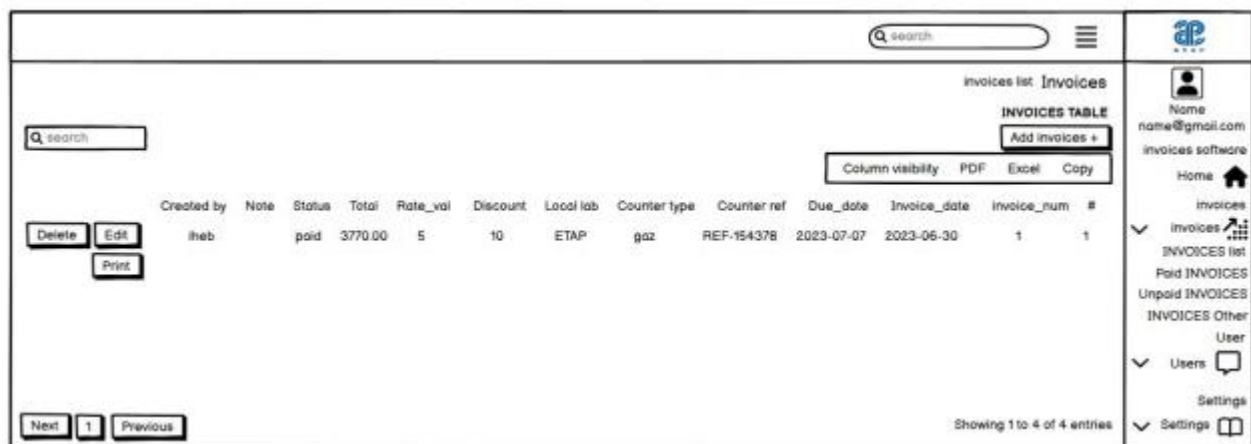 search
invoices list Invoices
INVOICES TABLE
search
Add invoices +
Column visibility PDF Excel Copy
Created by Note Status Total Rate_val Discount Local lab Counter type Counter ref Due_date Invoice_date invoice_num #
Delete Edit iheb paid 3770.00 5 10 ETAP gaz REF-154378 2023-07-07 2023-06-30 1 1
Print
Next 1 Previous
Showing 1 to 4 of 4 entries
ETAP
Name
name@gmail.com
invoices software
Home
invoices
invoices
INVOICES list
Paid INVOICES
Unpaid INVOICES
INVOICES Other
User
Users
Settings
Settings